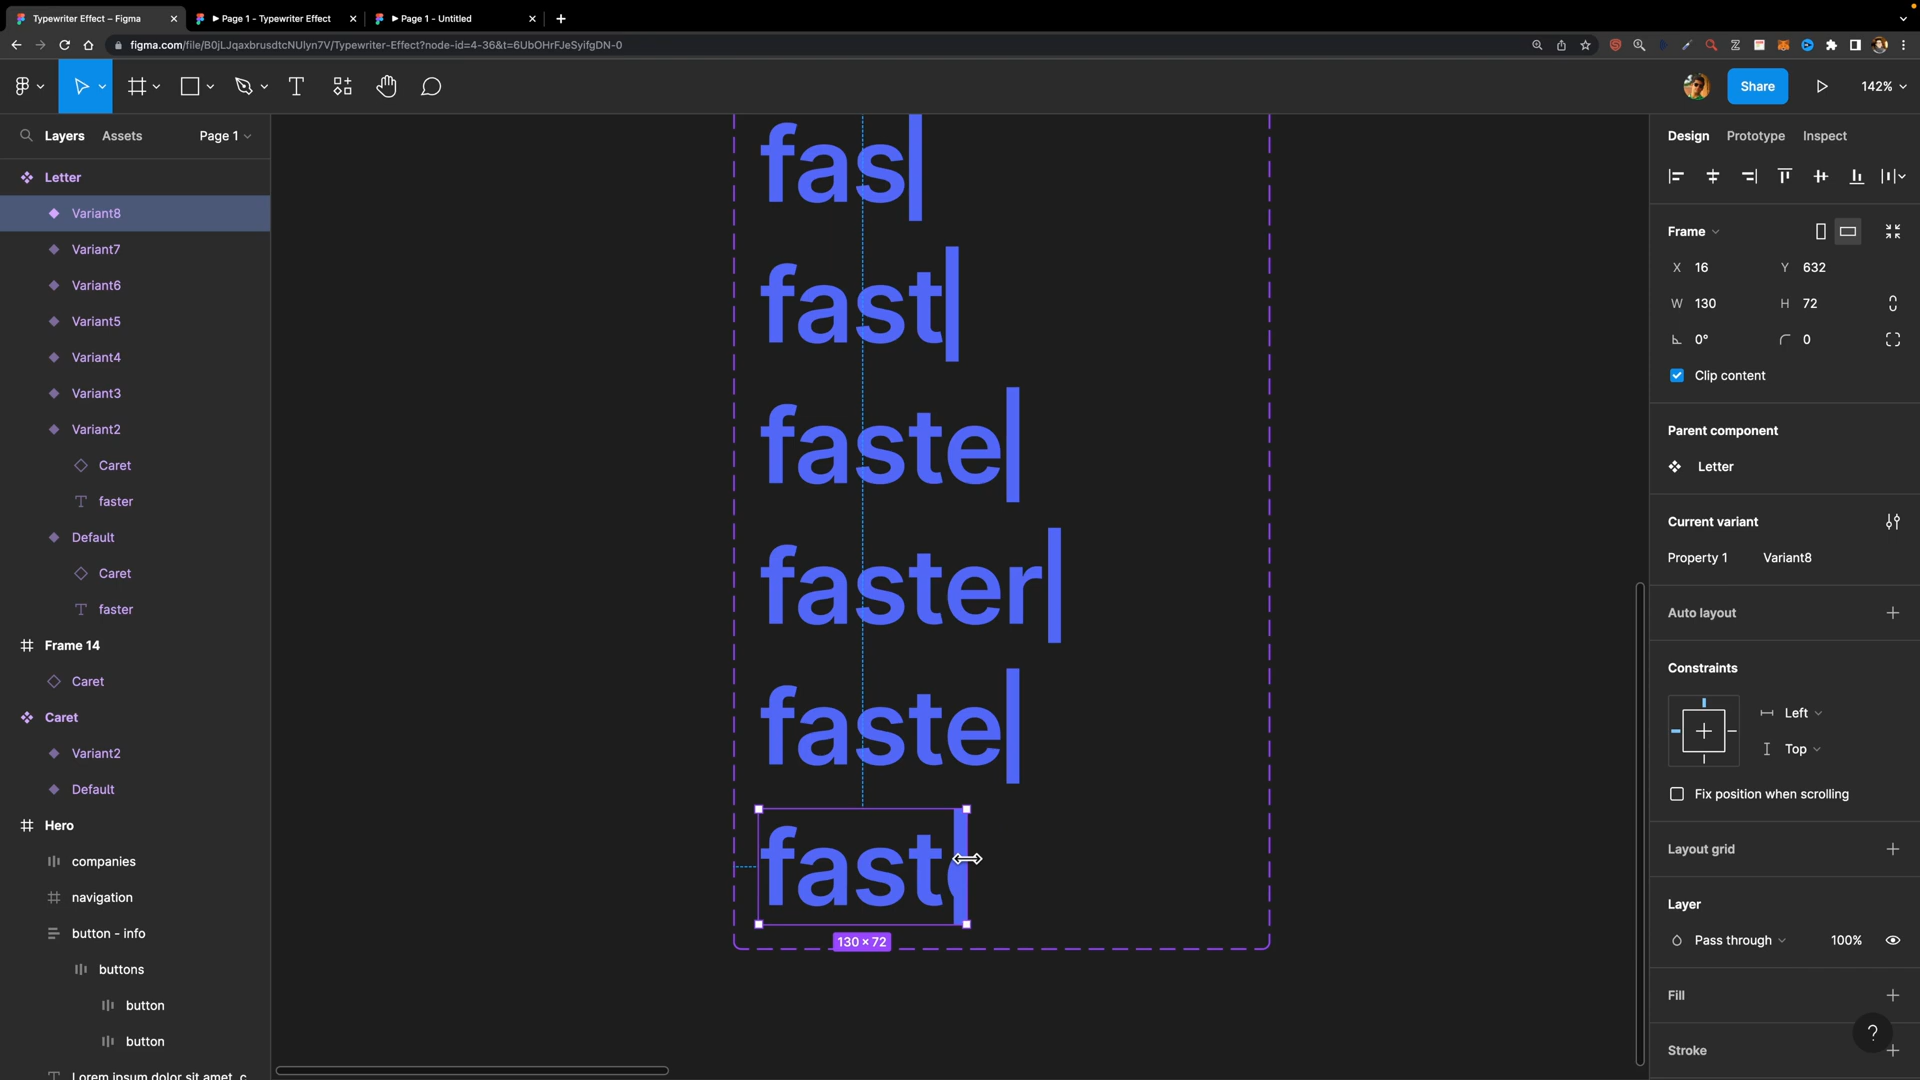 Typewriter Effect – Figma
Page 1 - Typewriter Effect
Page 1 - Untitled
figma.com/file/B0jLJqaxbrusdtcNUlyn7V/Typewriter-Effect?node-id=4-36&t=6UbOHrFJeSyifgDN-0
Share
142%
Layers
Assets
Page 1
Letter
Variant8
Variant7
Variant6
Variant5
Variant4
Variant3
Variant2
Caret
faster
Default
Caret
faster
Frame 14
Caret
Caret
Variant2
Default
Hero
companies
navigation
button - info
buttons
button
button
Lorem ipsum dolor sit amet, c
fas
fast
faste
faster
faste
fast
130 × 72
Design
Prototype
Inspect
Frame
X 16
Y 632
W 130
H 72
0°
0
Clip content
Parent component
Letter
Current variant
Property 1
Variant8
Auto layout
Constraints
Left
Top
Fix position when scrolling
Layout grid
Layer
Pass through
100%
Fill
Stroke
?